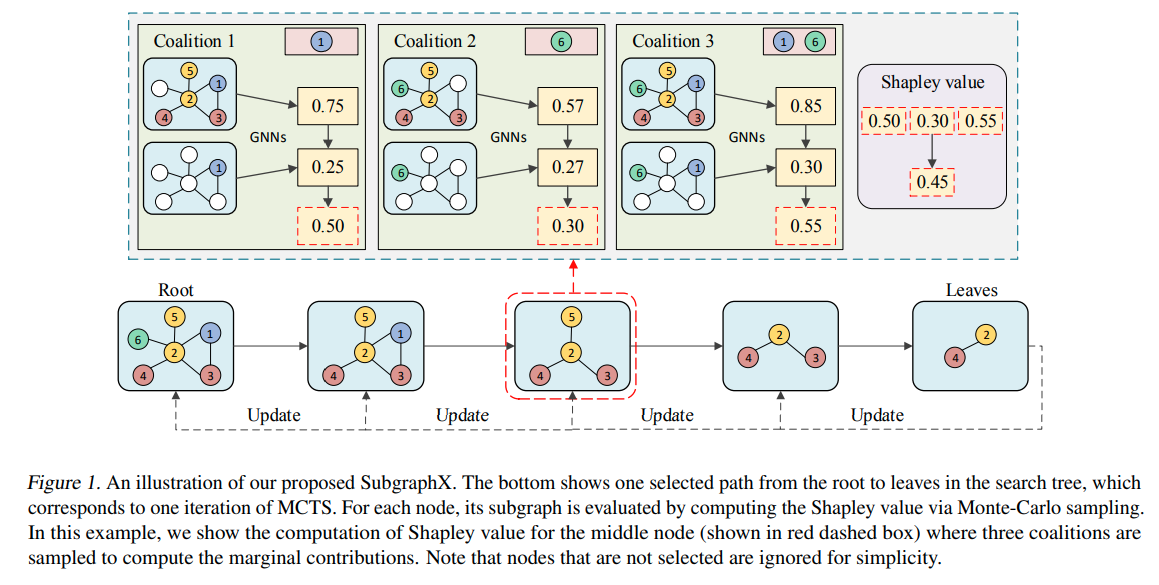 Coalition 1
1
Coalition 2
6
Coalition 3
1 6
5
1
2
4
3
0.75
GNNs
1
0.25
0.50
5
6
2
4
3
0.57
GNNs
6
0.27
0.30
5
6
1
2
4
3
0.85
GNNs
6
1
0.30
0.55
Shapley value
0.50 0.30 0.55
0.45
Root
Leaves
5
6
1
2
4
3
5
1
2
4
3
5
2
4
3
2
4
3
2
4
Update
Update
Update
Update
Figure 1. An illustration of our proposed SubgraphX. The bottom shows one selected path from the root to leaves in the search tree, which
corresponds to one iteration of MCTS. For each node, its subgraph is evaluated by computing the Shapley value via Monte-Carlo sampling.
In this example, we show the computation of Shapley value for the middle node (shown in red dashed box) where three coalitions are
sampled to compute the marginal contributions. Note that nodes that are not selected are ignored for simplicity.